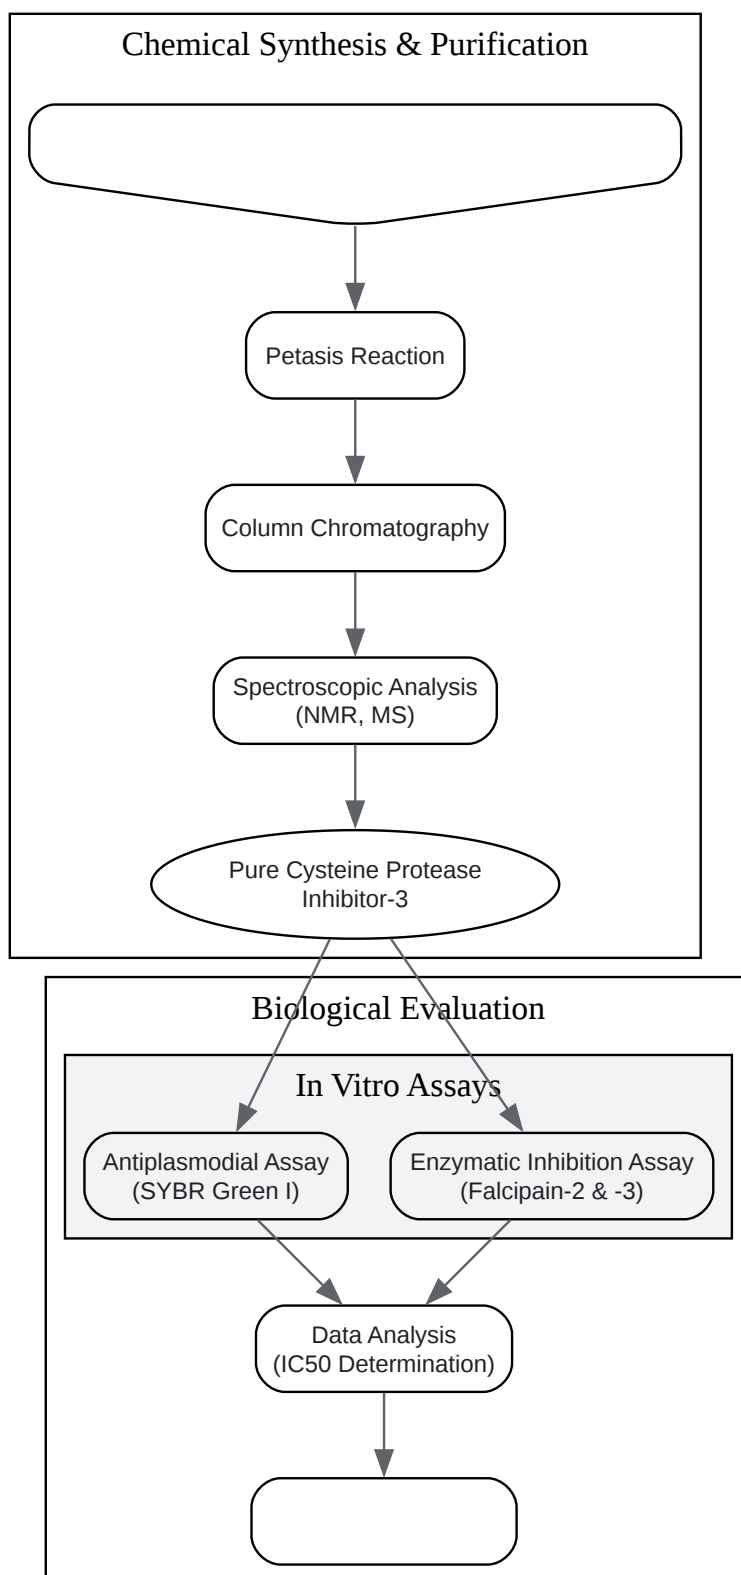 Chemical Synthesis & Purification
Petasis Reaction
Column Chromatography
Spectroscopic Analysis
(NMR, MS)
Pure Cysteine Protease
Inhibitor-3
Biological Evaluation
In Vitro Assays
Antiplasmodial Assay
(SYBR Green I)
Enzymatic Inhibition Assay
(Falcipain-2 & -3)
Data Analysis
(IC50 Determination)